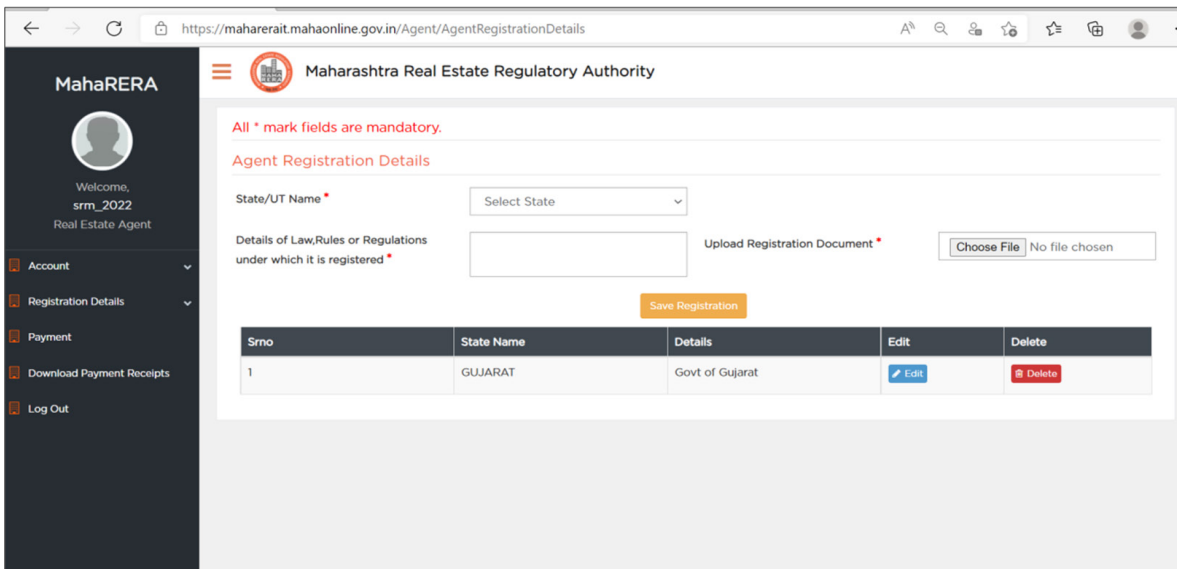 https://maharerait.mahaonline.gov.in/Agent/AgentRegistrationDetails
MahaRERA
Welcome,
srm_2022
Real Estate Agent
Account
Registration Details
Payment
Download Payment Receipts
Log Out
Maharashtra Real Estate Regulatory Authority
All * mark fields are mandatory.
Agent Registration Details
State/UT Name * Select State
Details of Law,Rules or Regulations
under which it is registered *
Upload Registration Document * Choose File No file chosen
Save Registration
Srno State Name Details Edit Delete
1 GUJARAT Govt of Gujarat Edit Delete